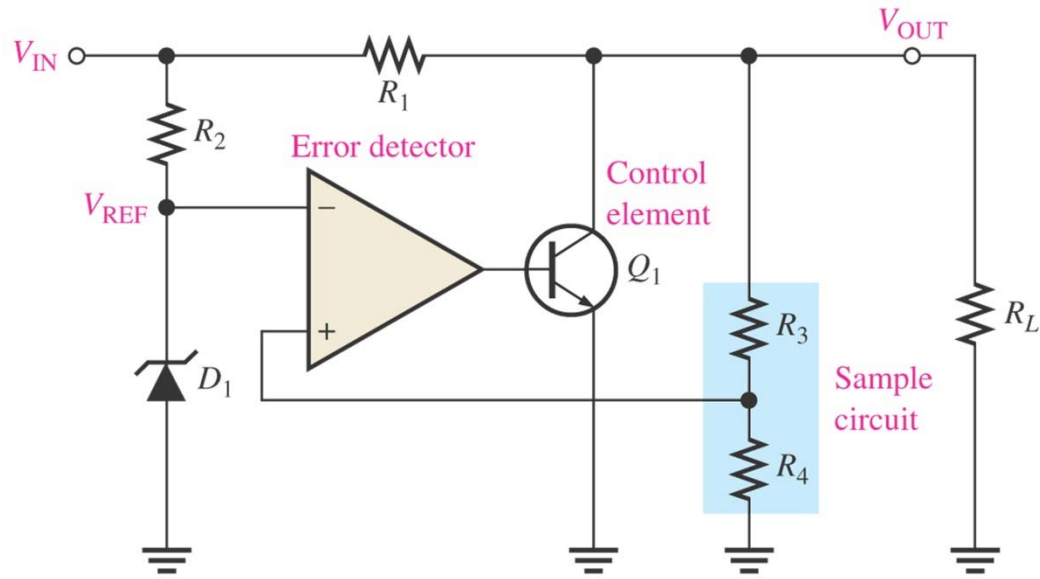 V_OUT
V_IN
R_1
R_2
Error detector
Control
element
V_REF
−
Q_1
+
R_3
R_L
D_1
Sample
circuit
R_4